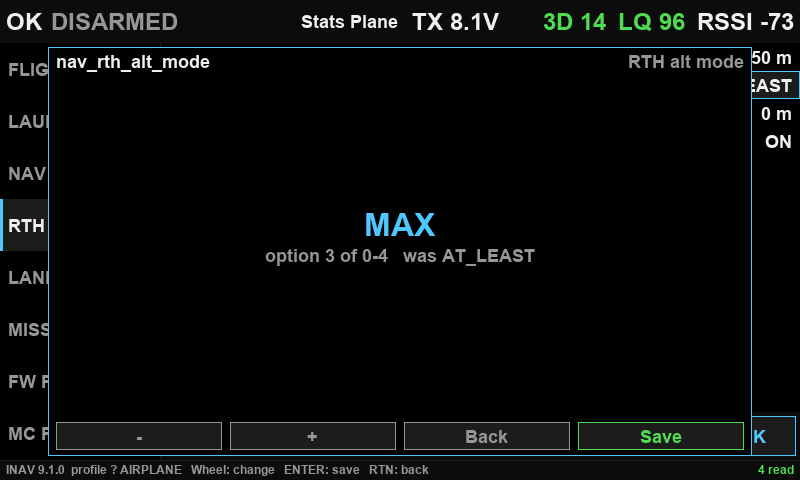 OK DISARMED Stats Plane TX 8.1V 3D 14 LQ 96 RSSI -73
nav_rth_alt_mode RTH alt mode
50 m
FLIG
EAST
LAU
0 m
ON
NAV
RTH
MAX
option 3 of 0-4 was AT_LEAST
LAN
MISS
FW F
MC F
- + Back Save
K
INAV 9.1.0 profile ? AIRPLANE Wheel: change ENTER: save RTN: back 4 read